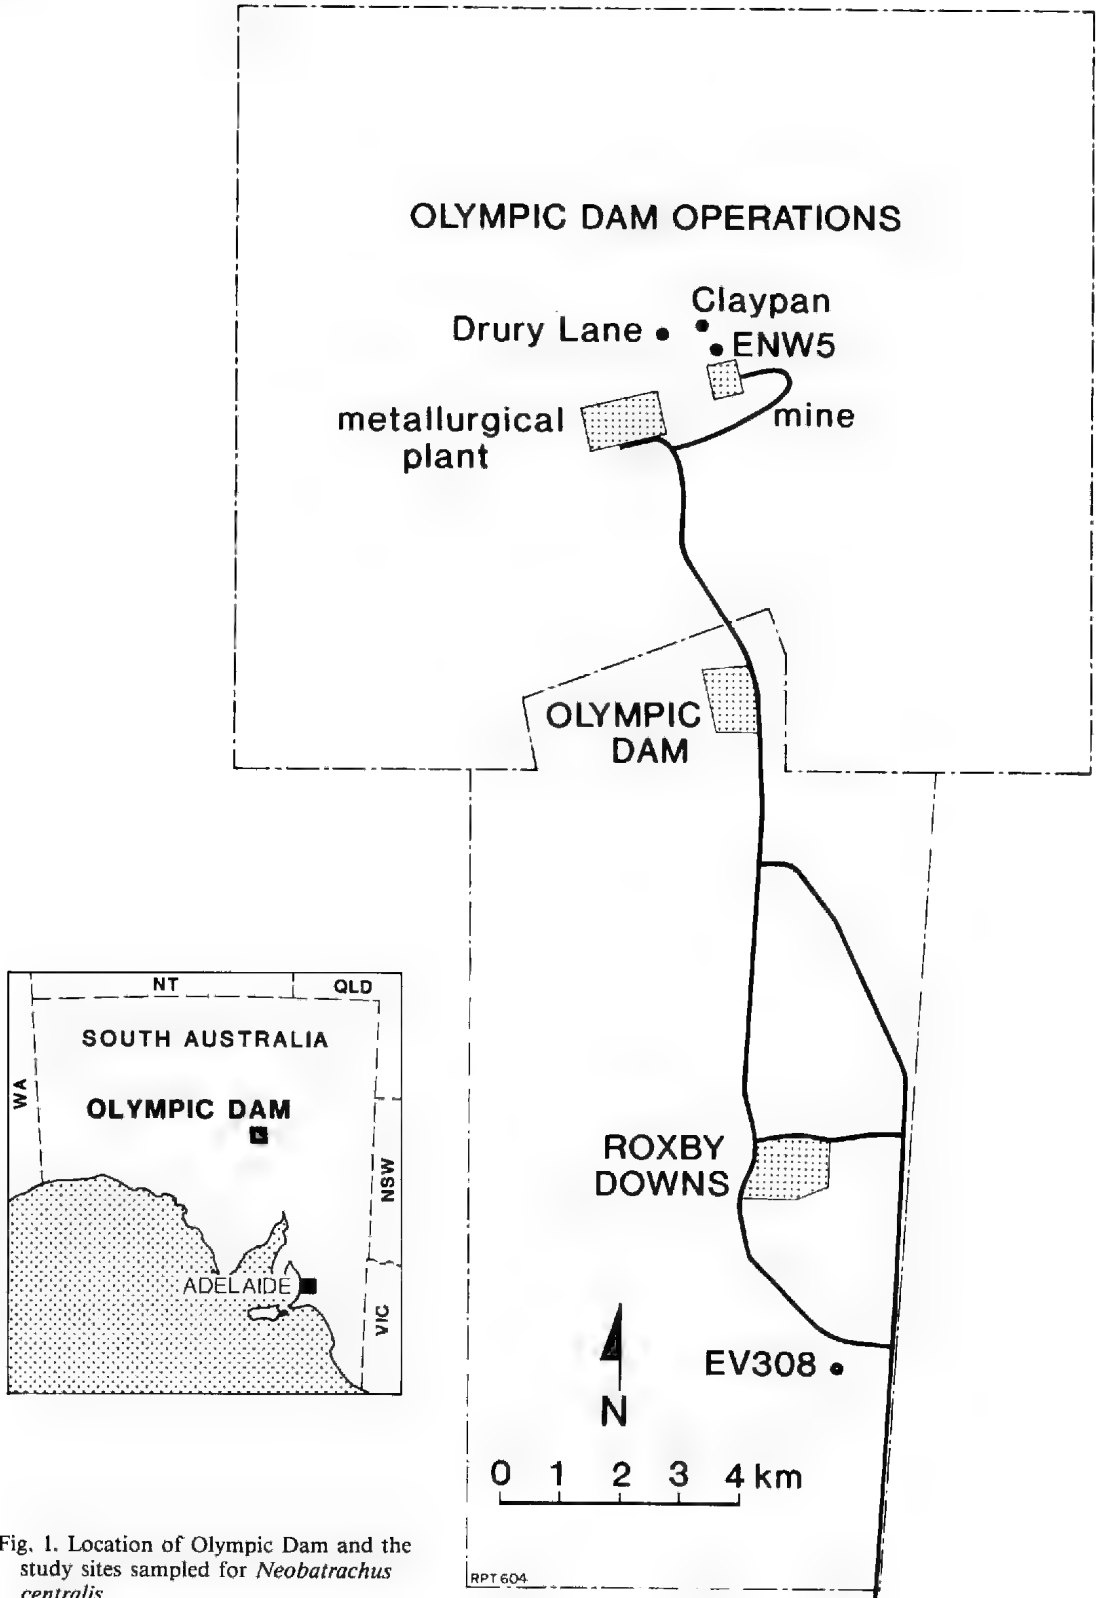 OLYMPIC DAM OPERATIONS
Claypan
Drury Lane
ENW5
metallurgical
plant
mine
OLYMPIC
DAM
NT
QLD
SOUTH AUSTRALIA
WA
OLYMPIC DAM
NSW
ADELAIDE
VIC
ROXBY
DOWNS
EV308
N
0 1 2 3 4 km
RPT 604
Fig. 1. Location of Olympic Dam and the
study sites sampled for Neobatrachus
centralis